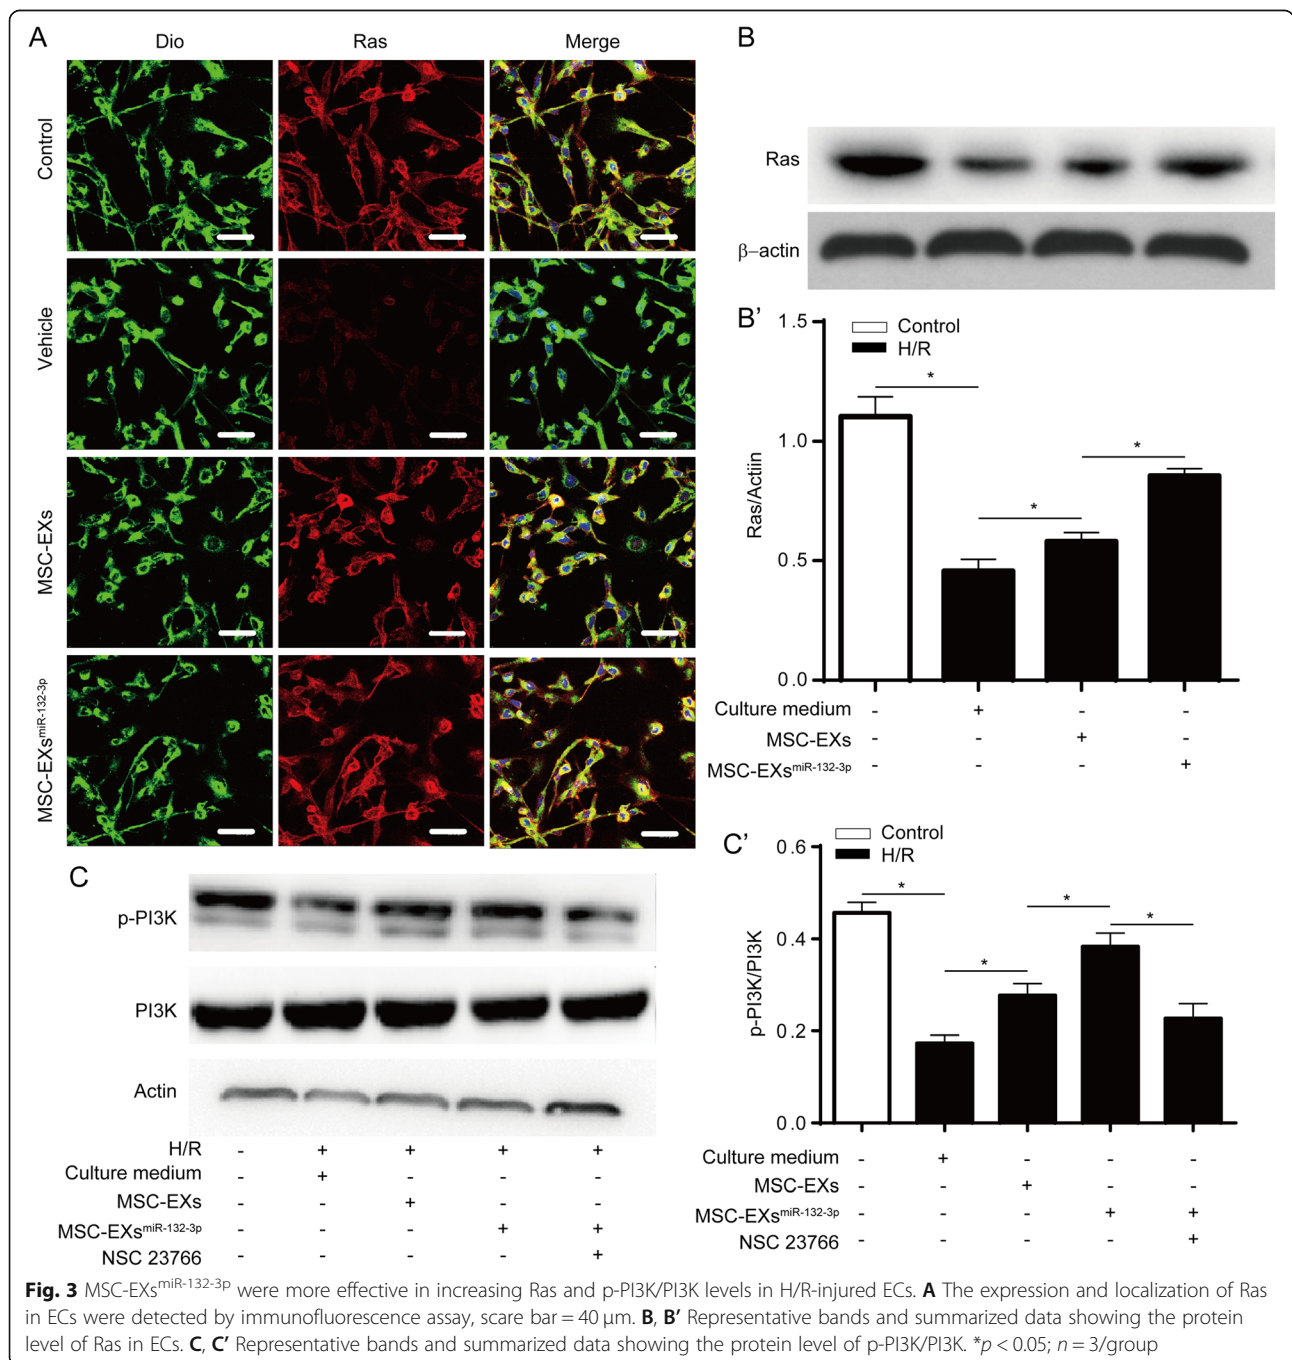 A
Dio
Ras
Merge
Control
Vehicle
MSC-EXs
MSC-EXsmiR-132-3p
B
Ras
β–actin
B'
Control
H/R
1.5
1.0
0.5
0.0
Ras/Actiin
*
*
*
Culture medium - + - -
MSC-EXs - - + -
MSC-EXsmiR-132-3p - - - +
C
p-PI3K
PI3K
Actin
H/R - + + + +
Culture medium - + - - -
MSC-EXs - - + - -
MSC-EXsmiR-132-3p - - - + +
NSC 23766 - - - - +
C'
Control
H/R
0.6
0.4
0.2
0.0
p-PI3K/PI3K
*
*
*
*
Culture medium - + - - -
MSC-EXs - - + - -
MSC-EXsmiR-132-3p - - - + +
NSC 23766 - - - - +
Fig. 3 MSC-EXsmiR-132-3p were more effective in increasing Ras and p-PI3K/PI3K levels in H/R-injured ECs. A The expression and localization of Ras
in ECs were detected by immunofluorescence assay, scare bar = 40 μm. B, B' Representative bands and summarized data showing the protein
level of Ras in ECs. C, C' Representative bands and summarized data showing the protein level of p-PI3K/PI3K. *p < 0.05; n = 3/group